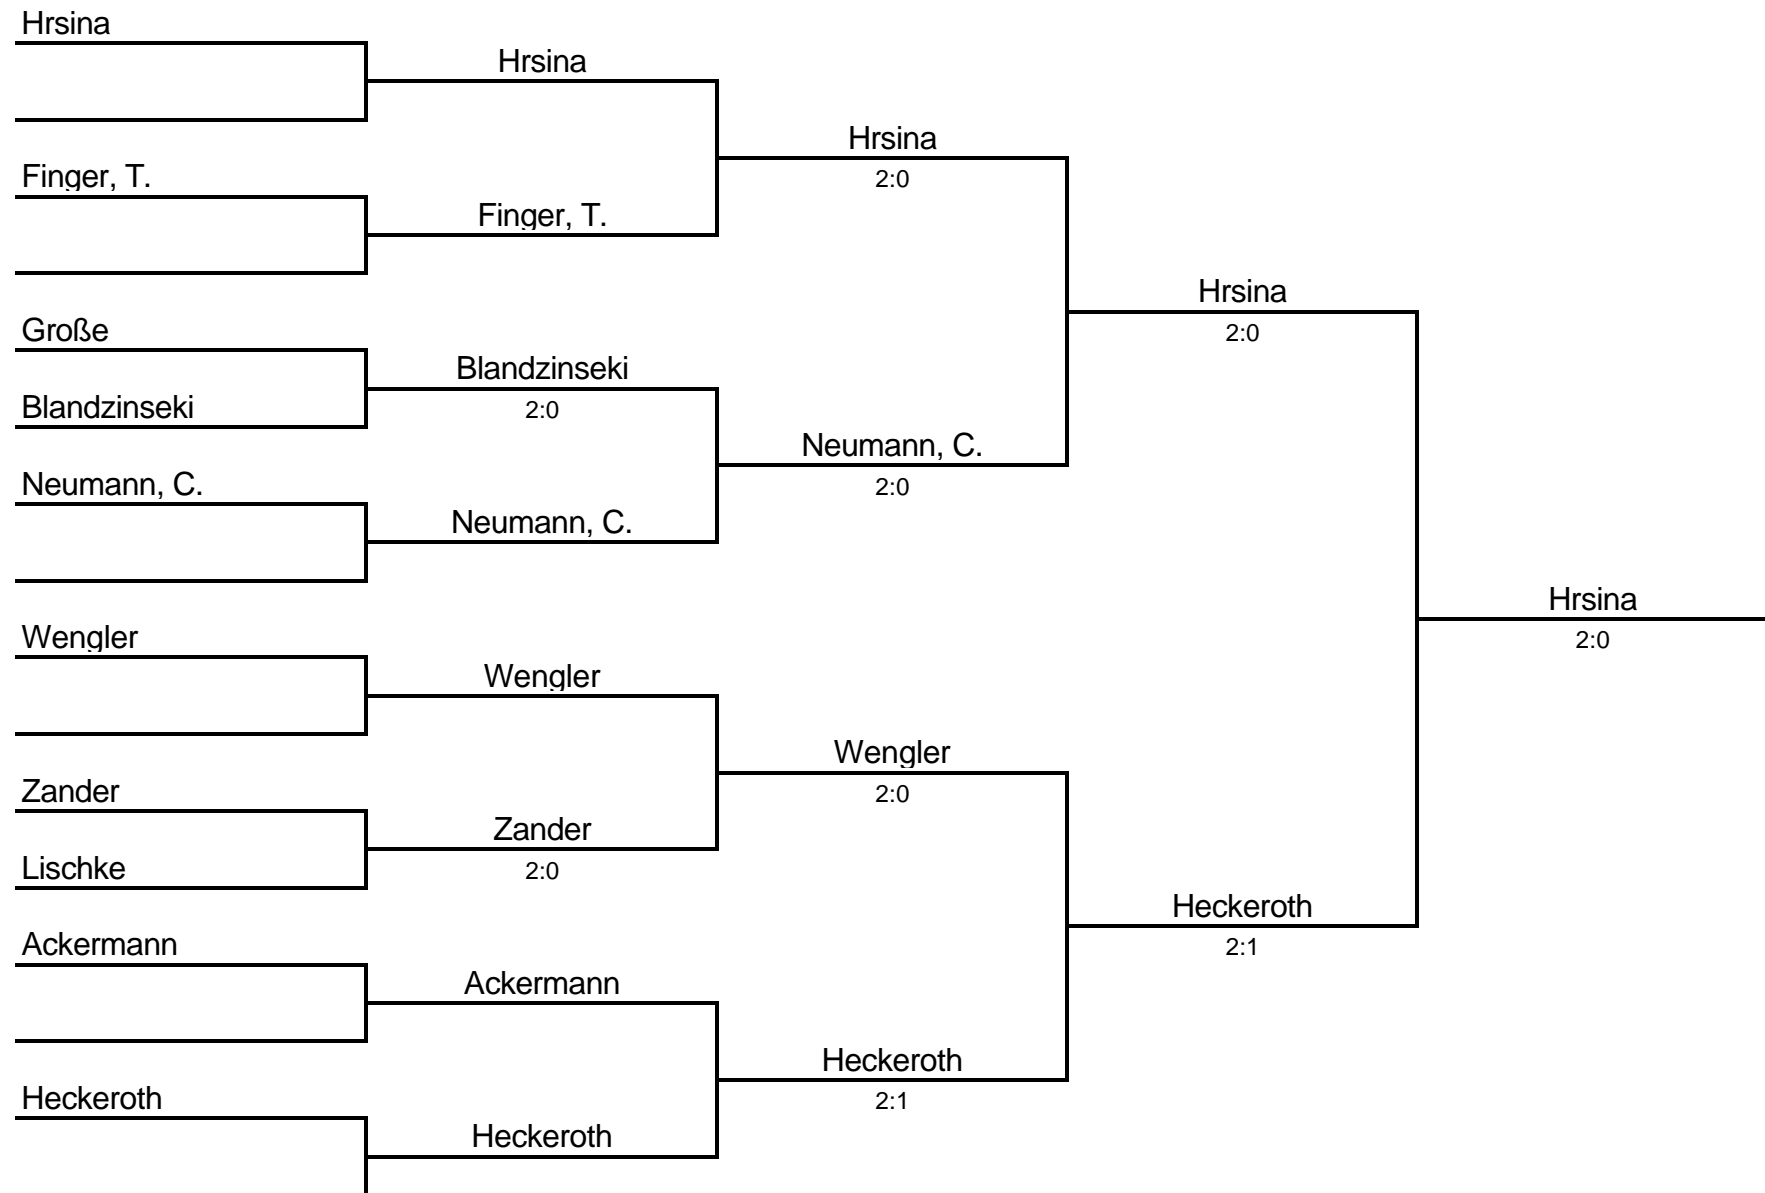 Hrsina
Hrsina
Hrsina
2:0
Finger, T.
Finger, T.
Hrsina
2:0
Große
Blandzinseki
2:0
Blandzinseki
Neumann, C.
2:0
Neumann, C.
Neumann, C.
Hrsina
2:0
Wengler
Wengler
Wengler
2:0
Zander
Zander
2:0
Lischke
Heckeroth
2:1
Ackermann
Ackermann
Heckeroth
2:1
Heckeroth
Heckeroth